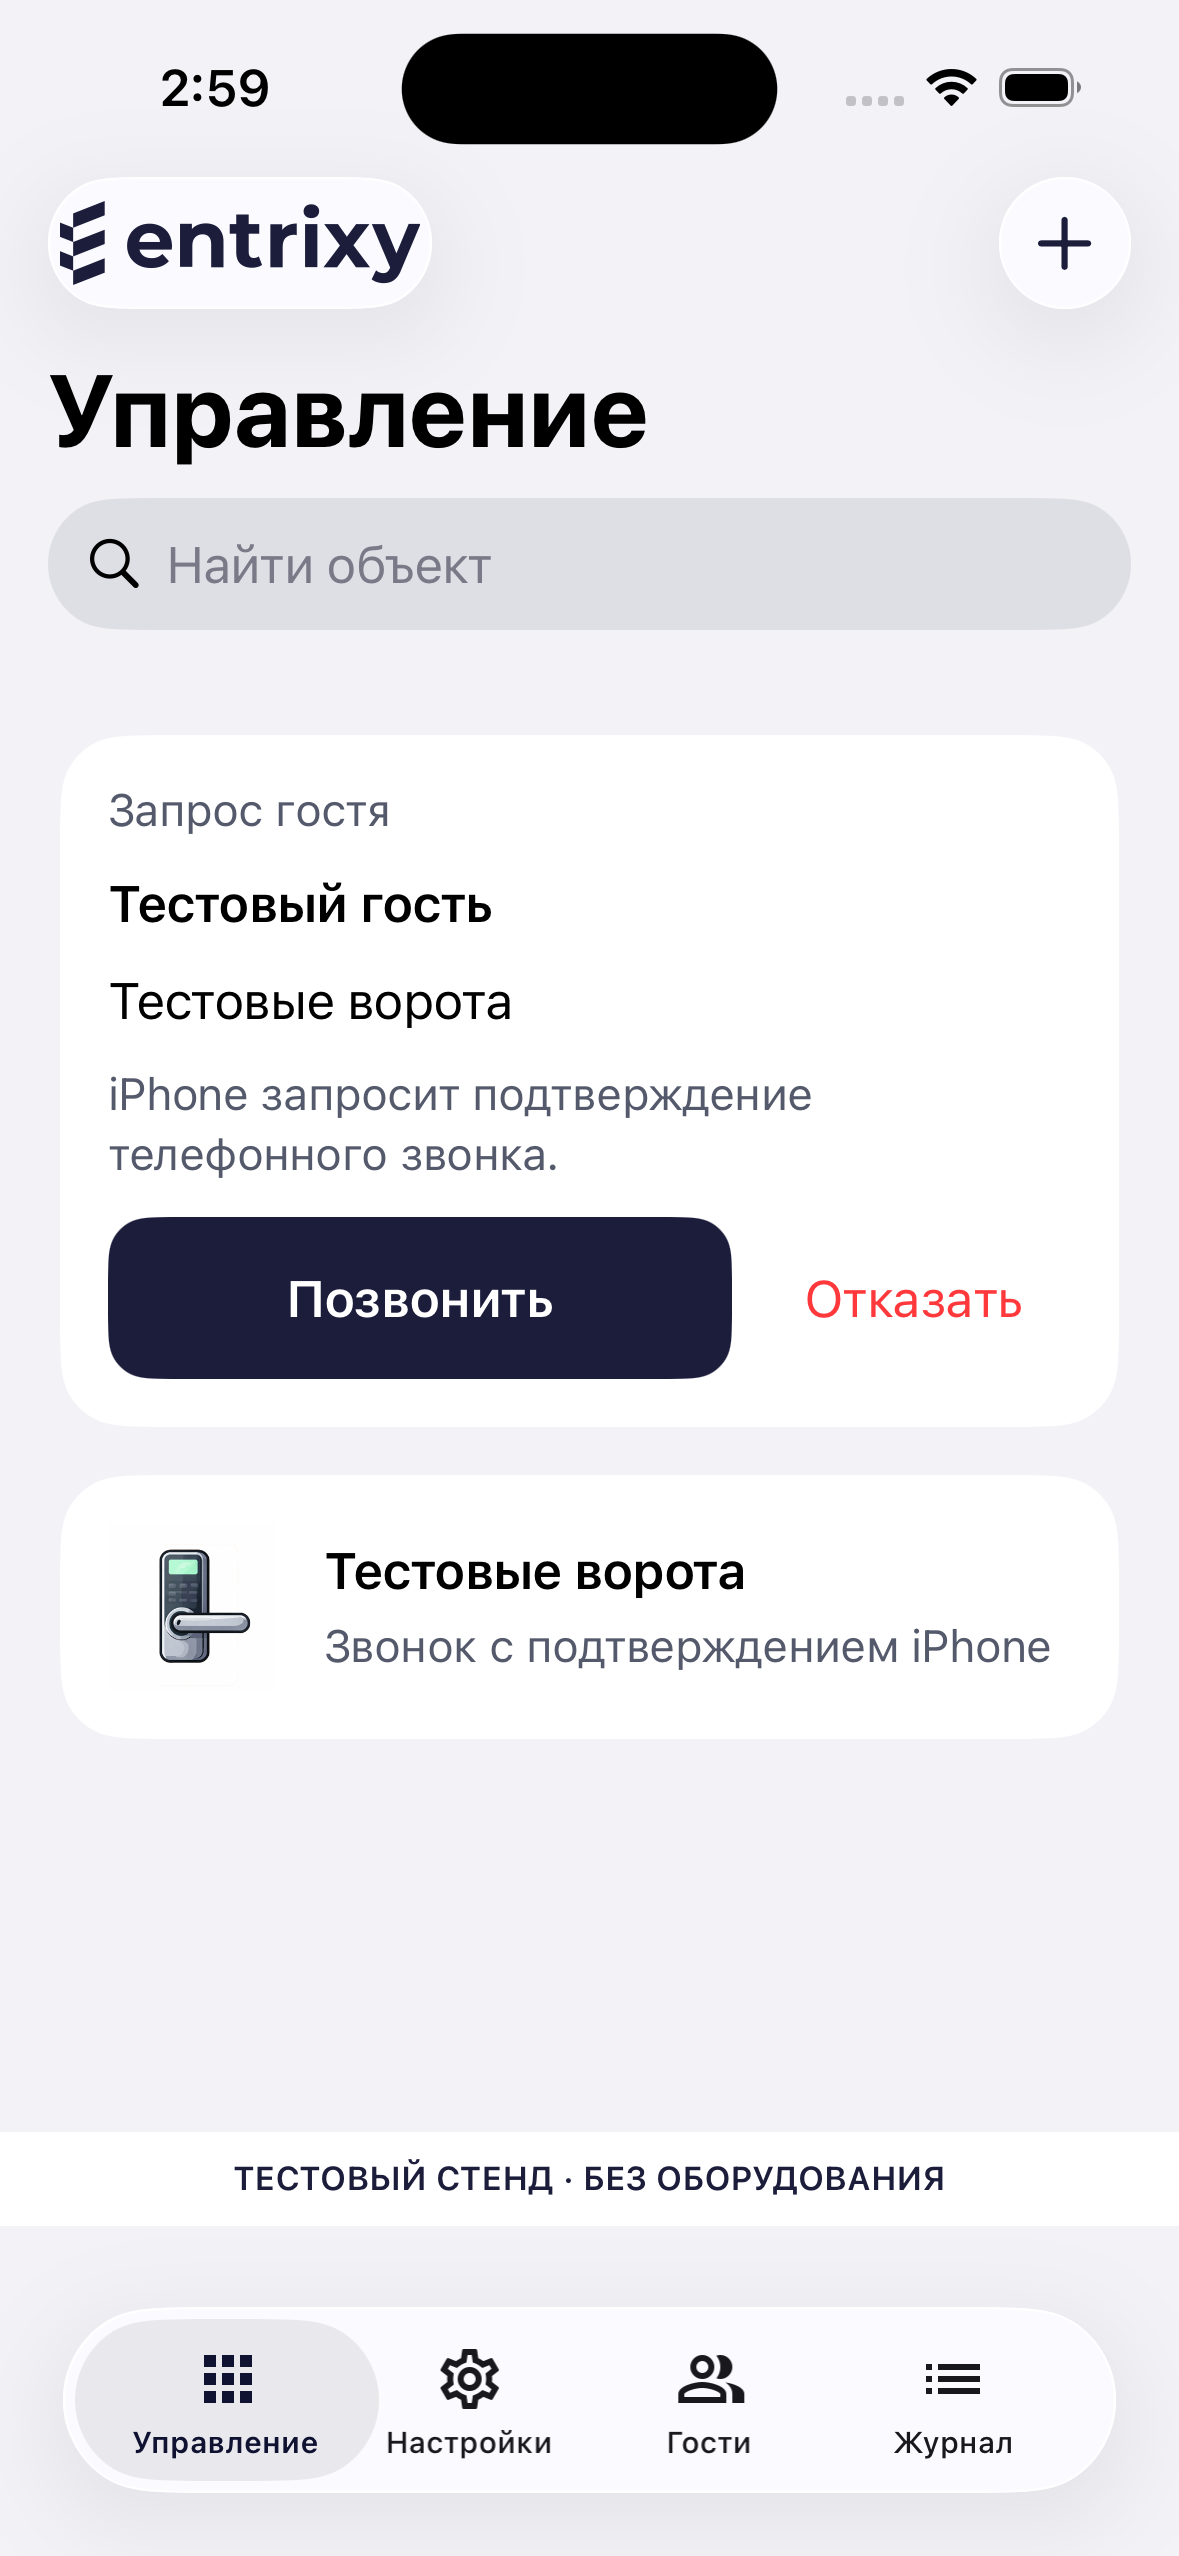 2:59
entrixy
Управление
Найти объект
Запрос гостя
Тестовый гость
Тестовые ворота
iPhone запросит подтверждение
телефонного звонка.
Позвонить
Отказать
Тестовые ворота
Звонок с подтверждением iPhone
ТЕСТОВЫЙ СТЕНД · БЕЗ ОБОРУДОВАНИЯ
Управление
Настройки
Гости
Журнал